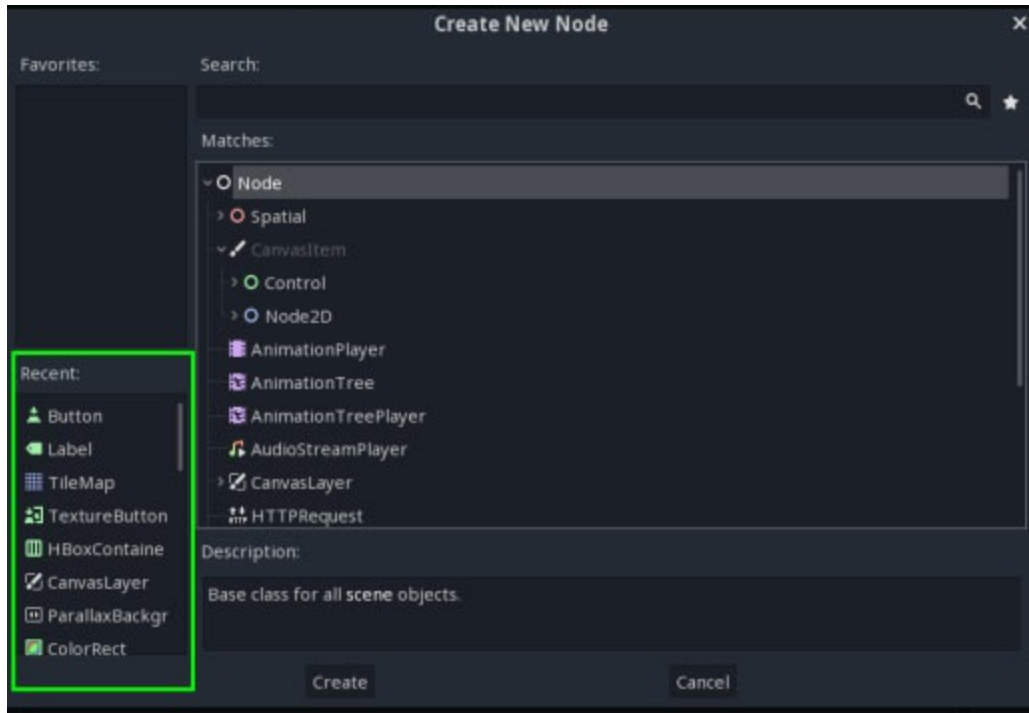 Create New Node
Favorites:
Search:
Matches:
Node
Spatial
CanvasItem
Control
Node2D
AnimationPlayer
AnimationTree
AnimationTreePlayer
AudioStreamPlayer
CanvasLayer
HTTPRequest
Recent:
Button
Label
TileMap
TextureButton
HBoxContaine
CanvasLayer
ParallaxBackgr
ColorRect
Description:
Base class for all scene objects.
Create
Cancel